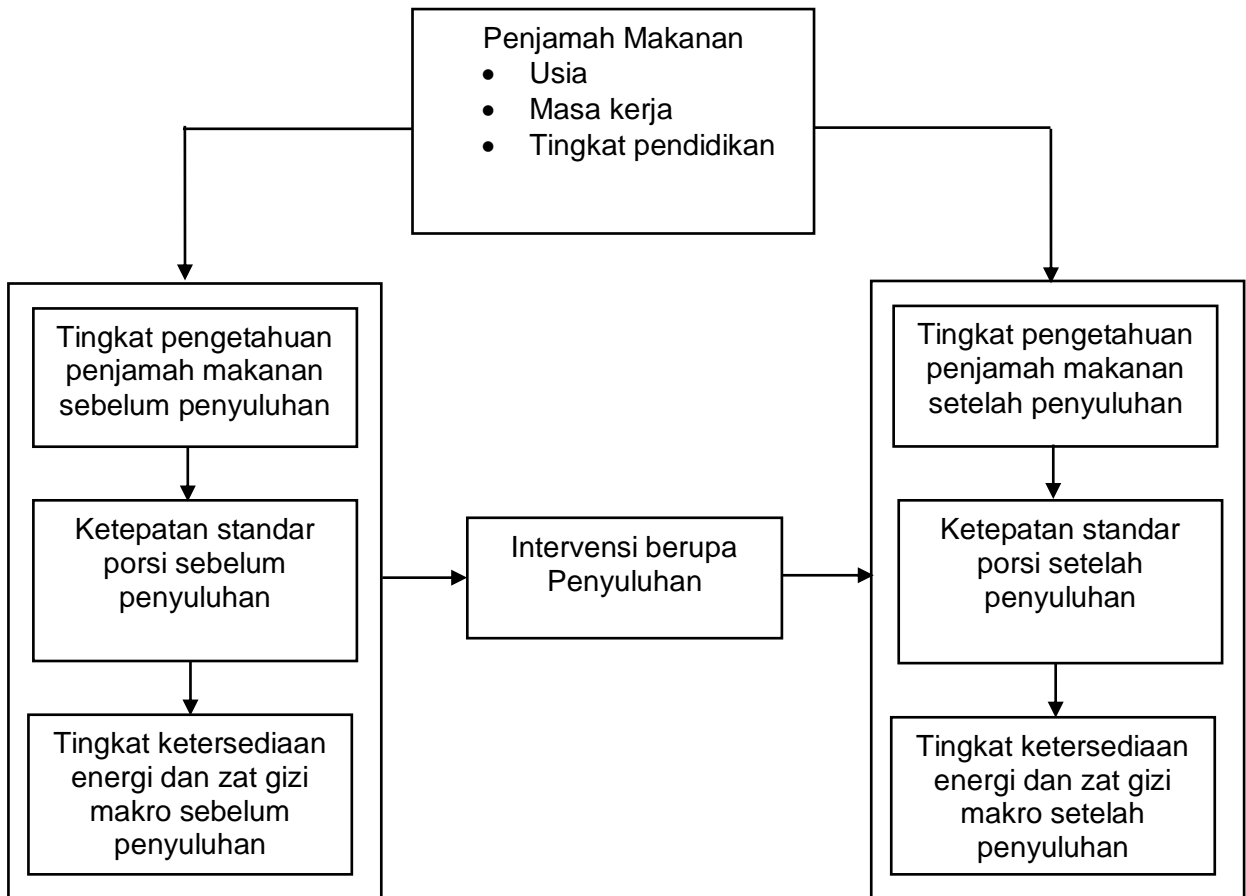 Penjamah Makanan
• Usia
• Masa kerja
• Tingkat pendidikan
Tingkat pengetahuan
penjamah makanan
sebelum penyuluhan
Ketepatan standar
porsi sebelum
penyuluhan
Tingkat ketersediaan
energi dan zat gizi
makro sebelum
penyuluhan
Intervensi berupa
Penyuluhan
Tingkat pengetahuan
penjamah makanan
setelah penyuluhan
Ketepatan standar
porsi setelah
penyuluhan
Tingkat ketersediaan
energi dan zat gizi
makro setelah
penyuluhan